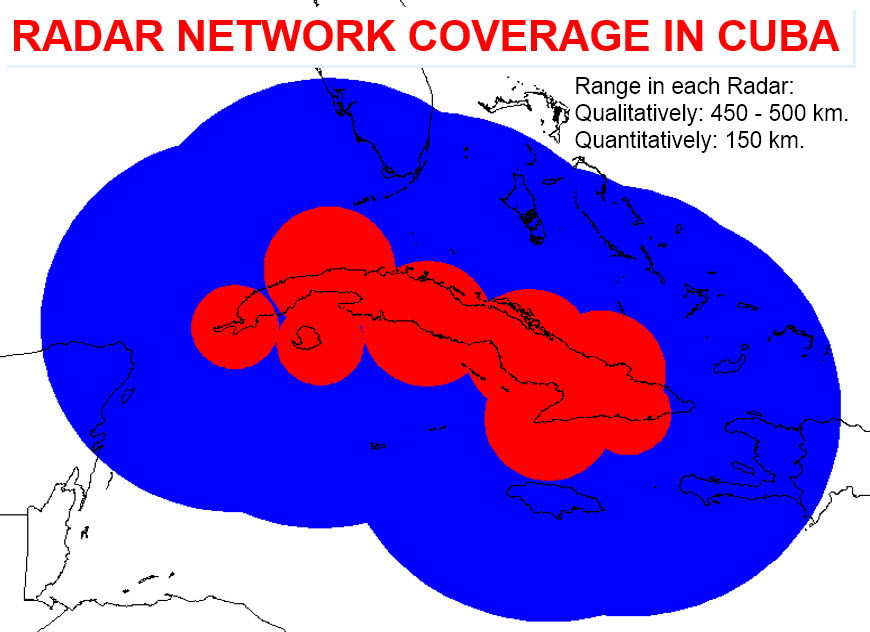 RADAR NETWORK COVERAGE IN CUBA
Range in each Radar:
Qualitatively: 450 - 500 km.
Quantitatively: 150 km.